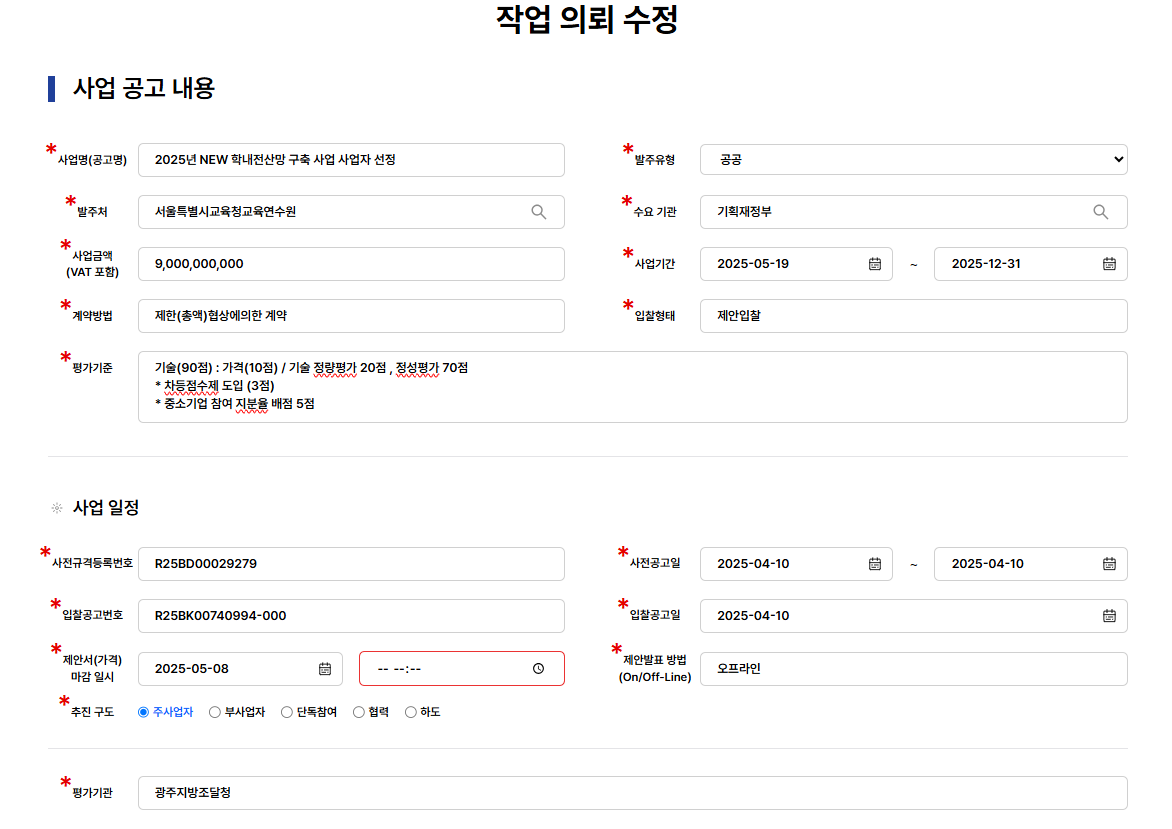 작업 의뢰 수정
사업 공고 내용
* 사업명(공고명) 2025년 NEW 학내전산망 구축 사업 사업자 선정 * 발주유형 공공
* 발주처 서울특별시교육청교육연수원 * 수요 기관 기획재정부
* 사업금액
(VAT 포함) 9,000,000,000 * 사업기간 2025-05-19 ~ 2025-12-31
* 계약방법 제한(총액)협상에의한 계약 * 입찰형태 제안입찰
* 평가기준 기술(90점) : 가격(10점) / 기술 정량평가 20점 , 정성평가 70점
* 차등점수제 도입 (3점)
* 중소기업 참여 지분율 배점 5점
사업 일정
* 사전규격등록번호 R25BD00029279 * 사전공고일 2025-04-10 ~ 2025-04-10
* 입찰공고번호 R25BK00740994-000 * 입찰공고일 2025-04-10
* 제안서(가격)
마감 일시 2025-05-08 -- --:-- * 제안발표 방법
(On/Off-Line) 오프라인
* 추진 구도 주사업자 부사업자 단독참여 협력 하도
* 평가기관 광주지방조달청